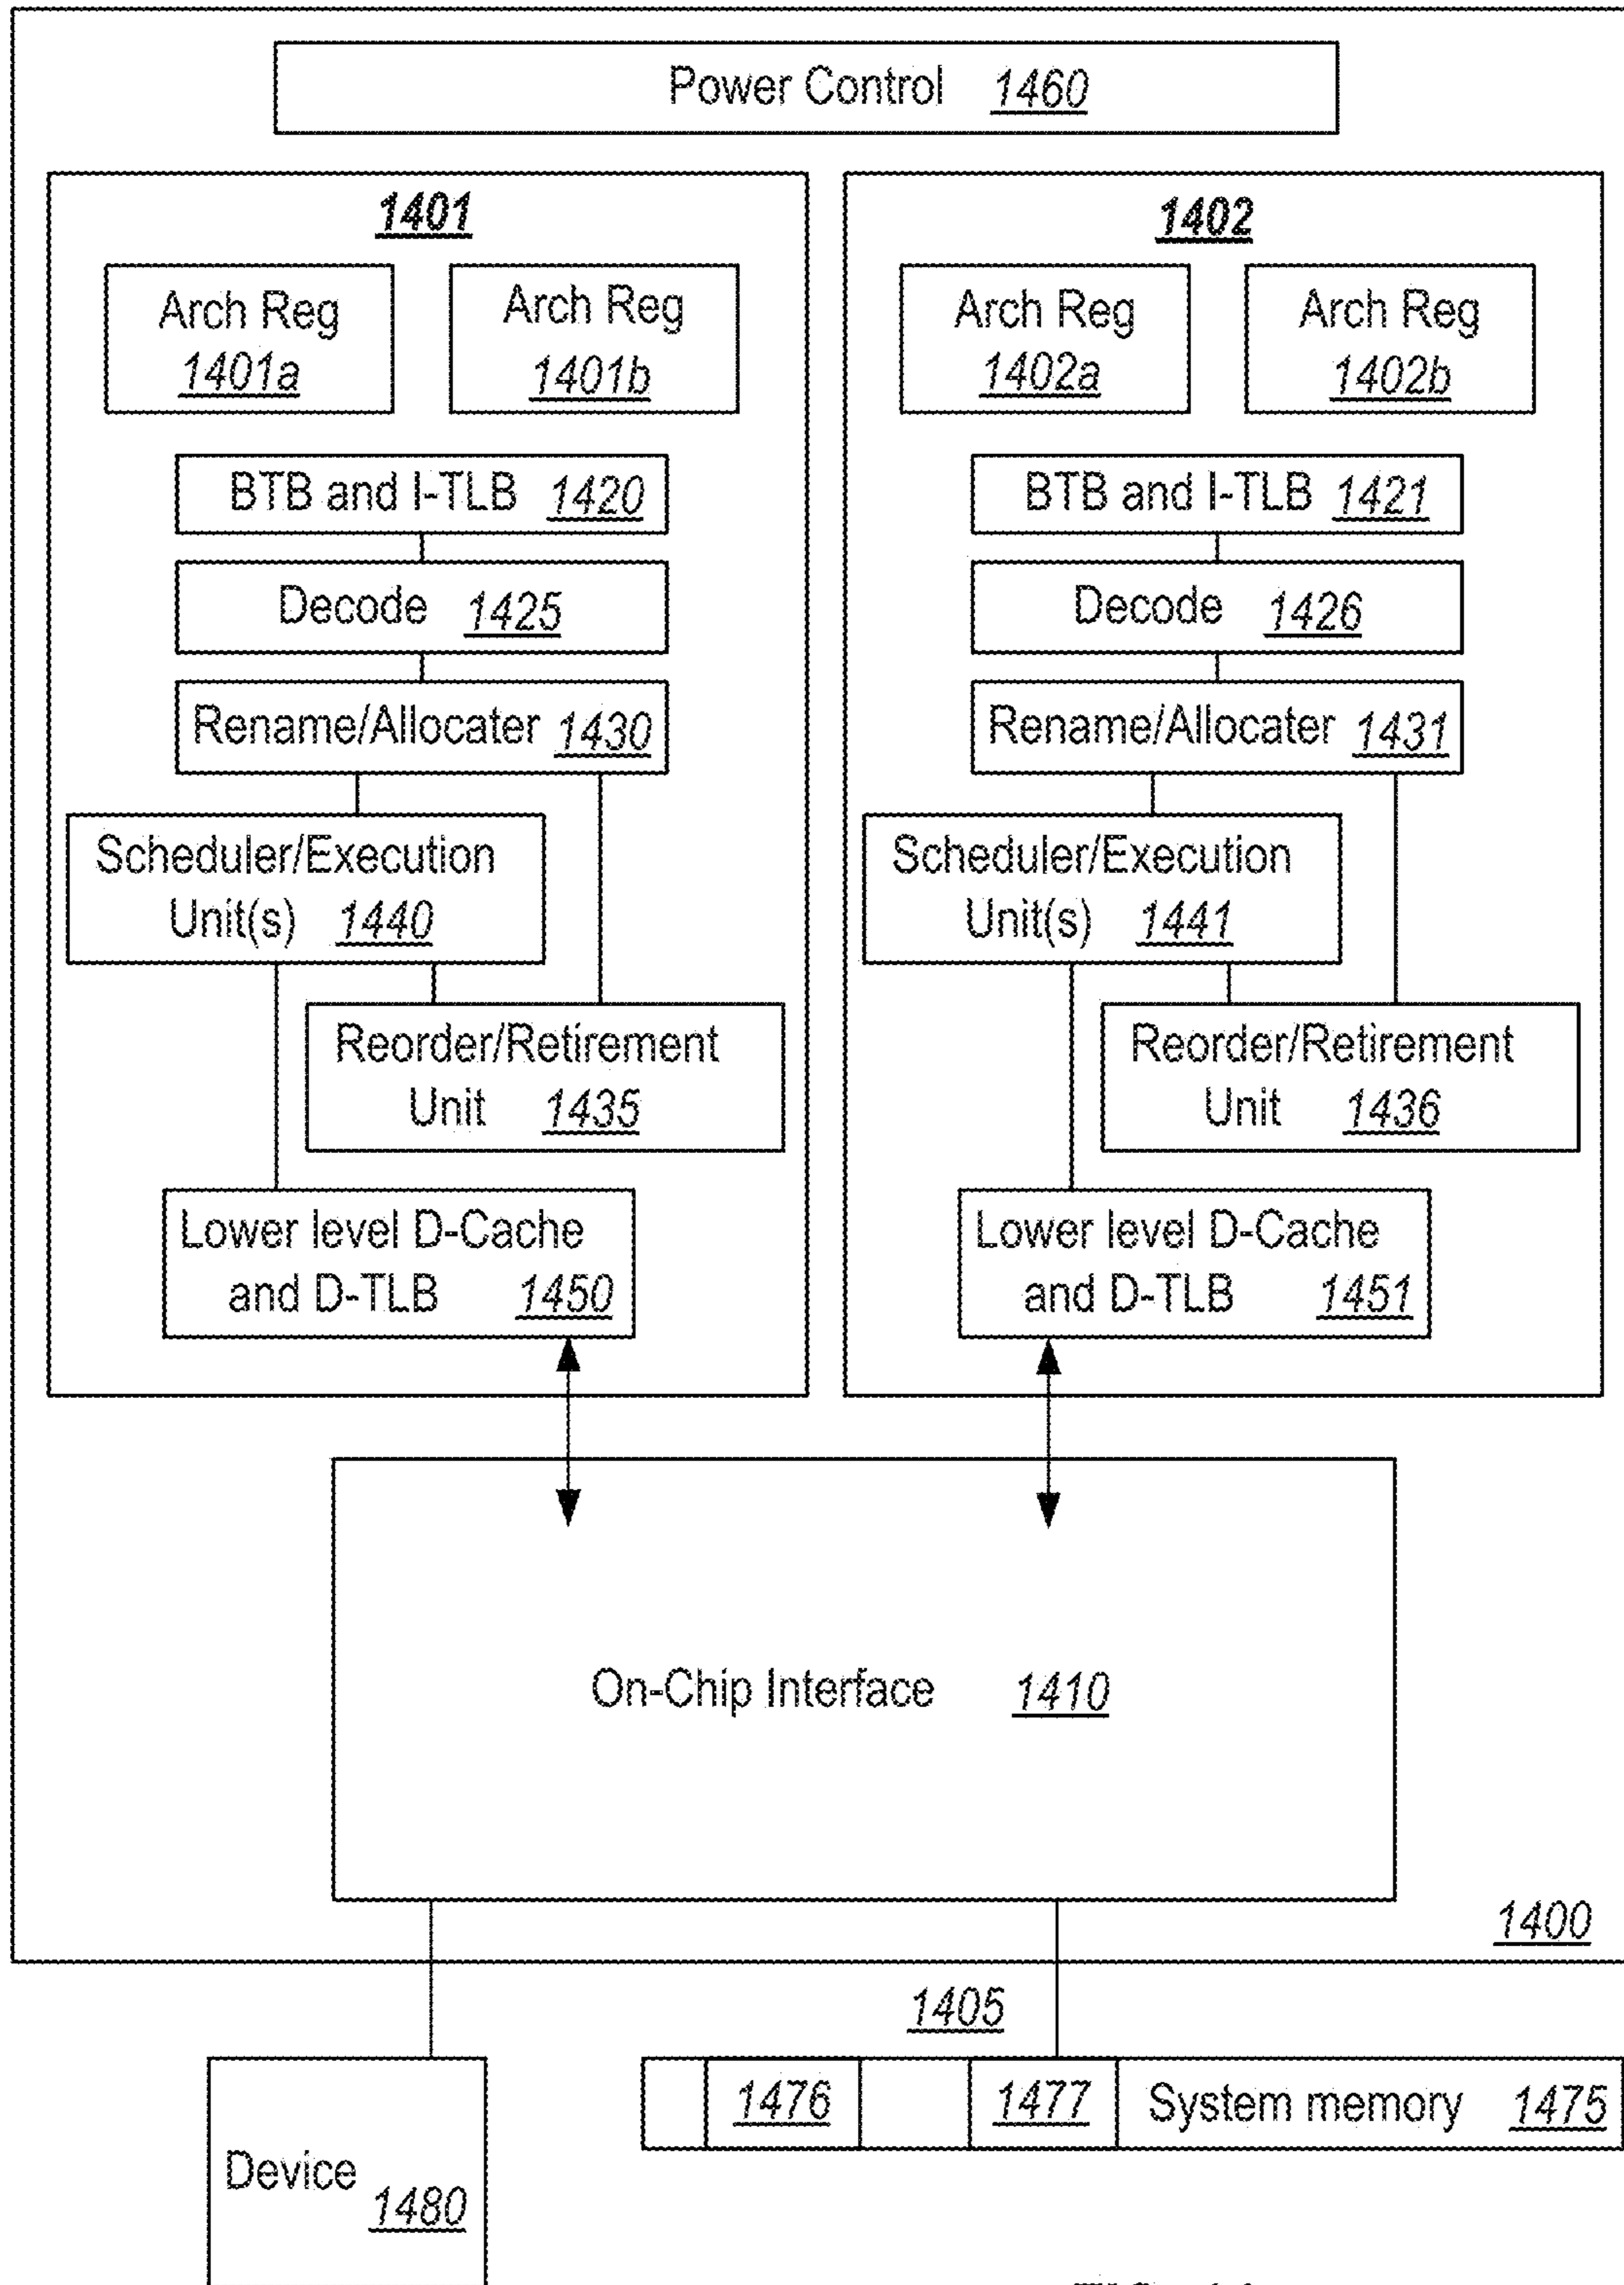 Power Control 1460
1401
Arch Reg
1401a
Arch Reg
1401b
BTB and I-TLB 1420
Decode 1425
Rename/Allocater 1430
Scheduler/Execution
Unit(s) 1440
Reorder/Retirement
Unit 1435
Lower level D-Cache
and D-TLB 1450
1402
Arch Reg
1402a
Arch Reg
1402b
BTB and I-TLB 1421
Decode 1426
Rename/Allocater 1431
Scheduler/Execution
Unit(s) 1441
Reorder/Retirement
Unit 1436
Lower level D-Cache
and D-TLB 1451
On-Chip Interface 1410
1400
1405
1476 1477 System memory 1475
Device 1480